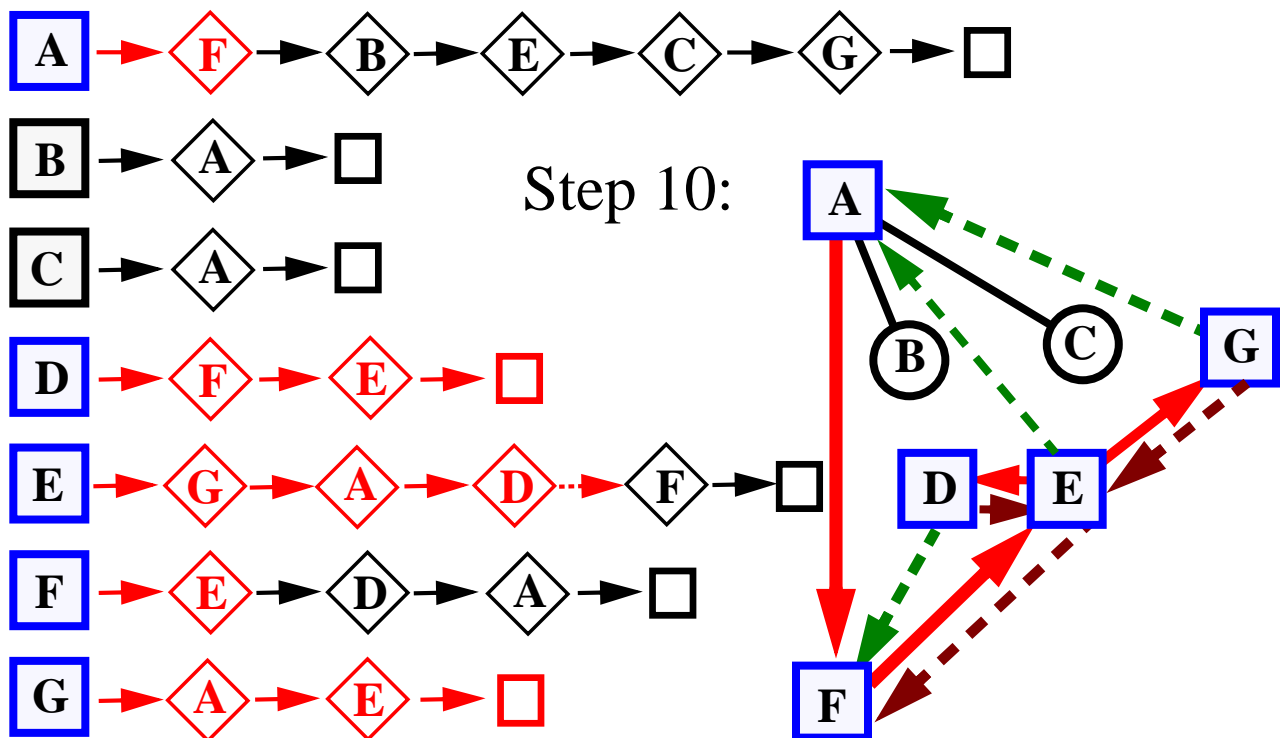 A F B E C G
B A
Step 10:
C A
D F E
E G A D F
F E D A
G A E
A
B C G
D E
F